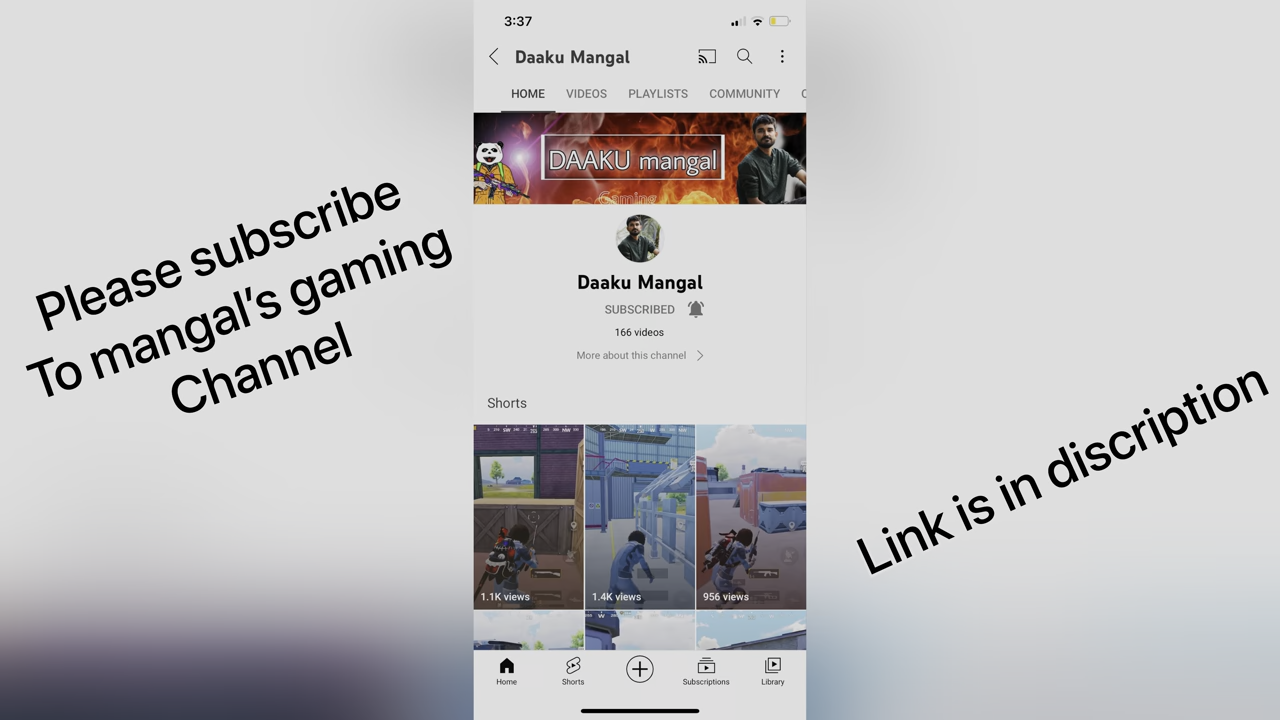 3:37
Daaku Mangal
HOME VIDEOS PLAYLISTS COMMUNITY
DAAKU mangal
Gaming
Daaku Mangal
SUBSCRIBED
166 videos
More about this channel
Please subscribe
To mangal's gaming
Channel
Link is in discription
Shorts
1.1K views 1.4K views 956 views
Home Shorts Subscriptions Library